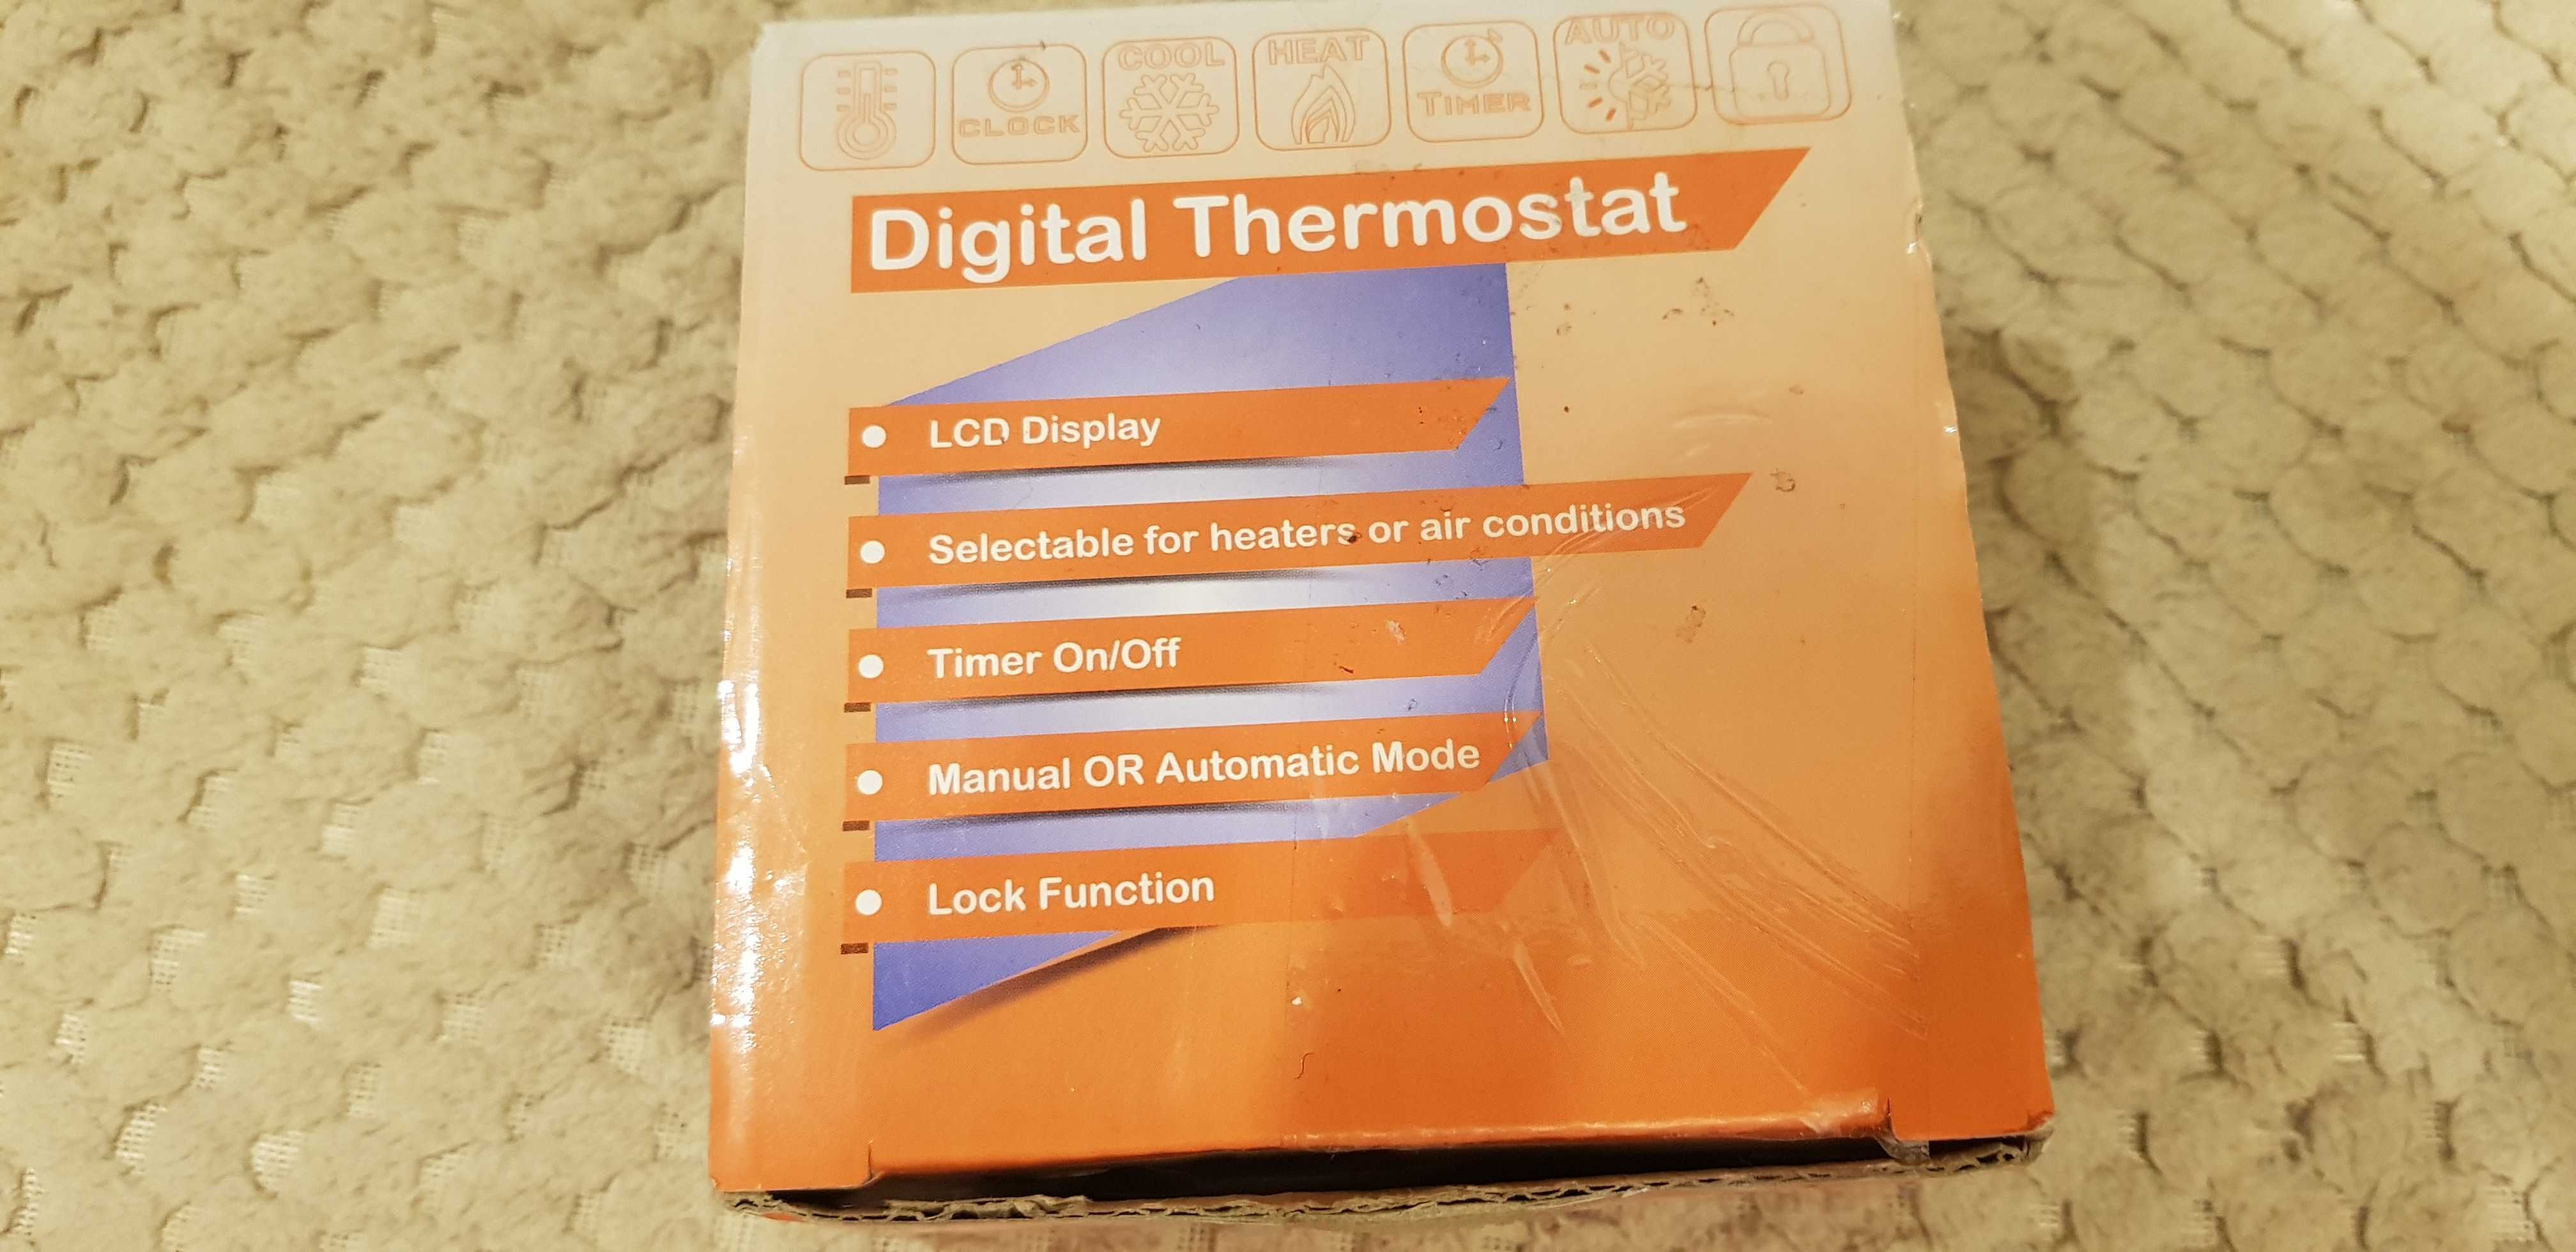 CLOCK
COOL
HEAT
TIMER
AUTO
Digital Thermostat
LCD Display
Selectable for heaters or air conditions
Timer On/Off
Manual OR Automatic Mode
Lock Function